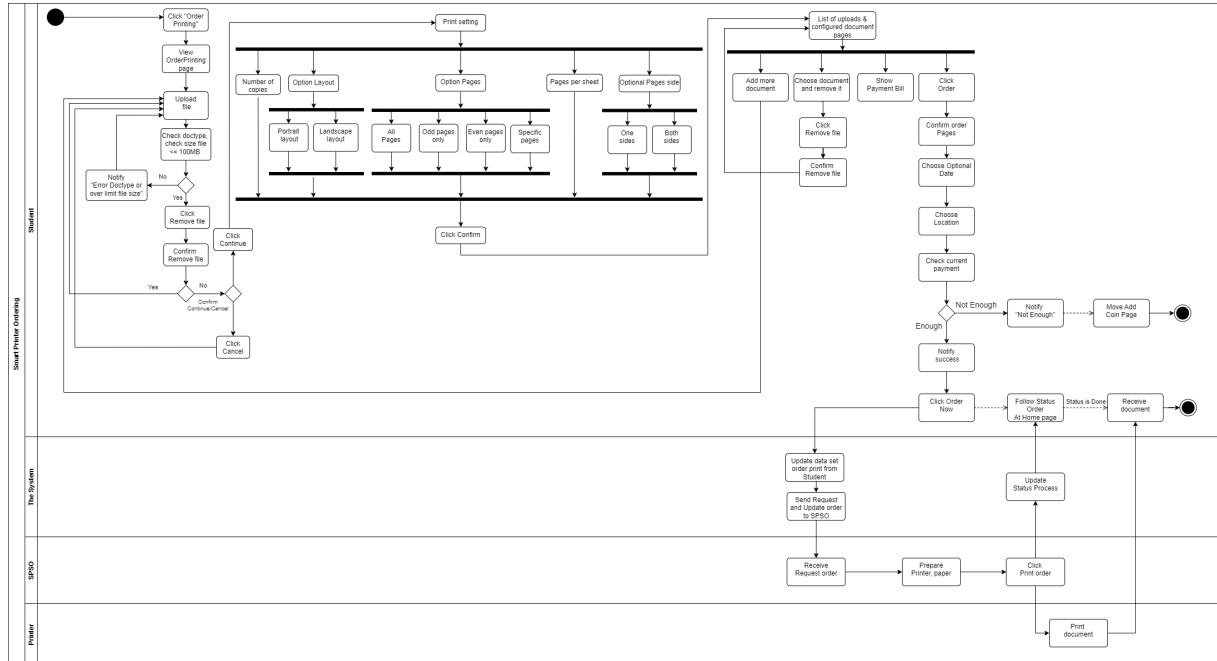 Smart Printer Ordering
Student
Click "Order
Printing"
View
OrderPrinting
page
Upload
file
Check doctype,
check size file
<= 100MB
No
Notify
"Error Doctype or
over limit file size"
Yes
Click
Remove file
Confirm
Remove file
Yes
No
Confirm
Continue/Cancel
Click
Continue
Click
Cancel
Print setting
Number of
copies
Option Layout
Portrait
layout
Landscape
layout
Option Pages
All
Pages
Odd pages
only
Even pages
only
Specific
pages
Pages per sheet
Optional Pages side
One
sides
Both
sides
Click Confirm
List of uploads &
configured document
pages
Add more
document
Choose document
and remove it
Click
Remove file
Confirm
Remove file
Show
Payment Bill
Click
Order
Confirm order
Pages
Choose Optional
Date
Choose
Location
Check current
payment
Not Enough
Notify
"Not Enough"
Move Add
Coin Page
Enough
Notify
success
Click Order
Now
Follow Status
Order
At Home page
Status is Done
Receive
document
The System
Update data set
order print from
Student
Send Request
and Update order
to SPSO
Update
Status Process
SPSO
Receive
Request order
Prepare
Printer, paper
Click
Print order
Printer
Print
document